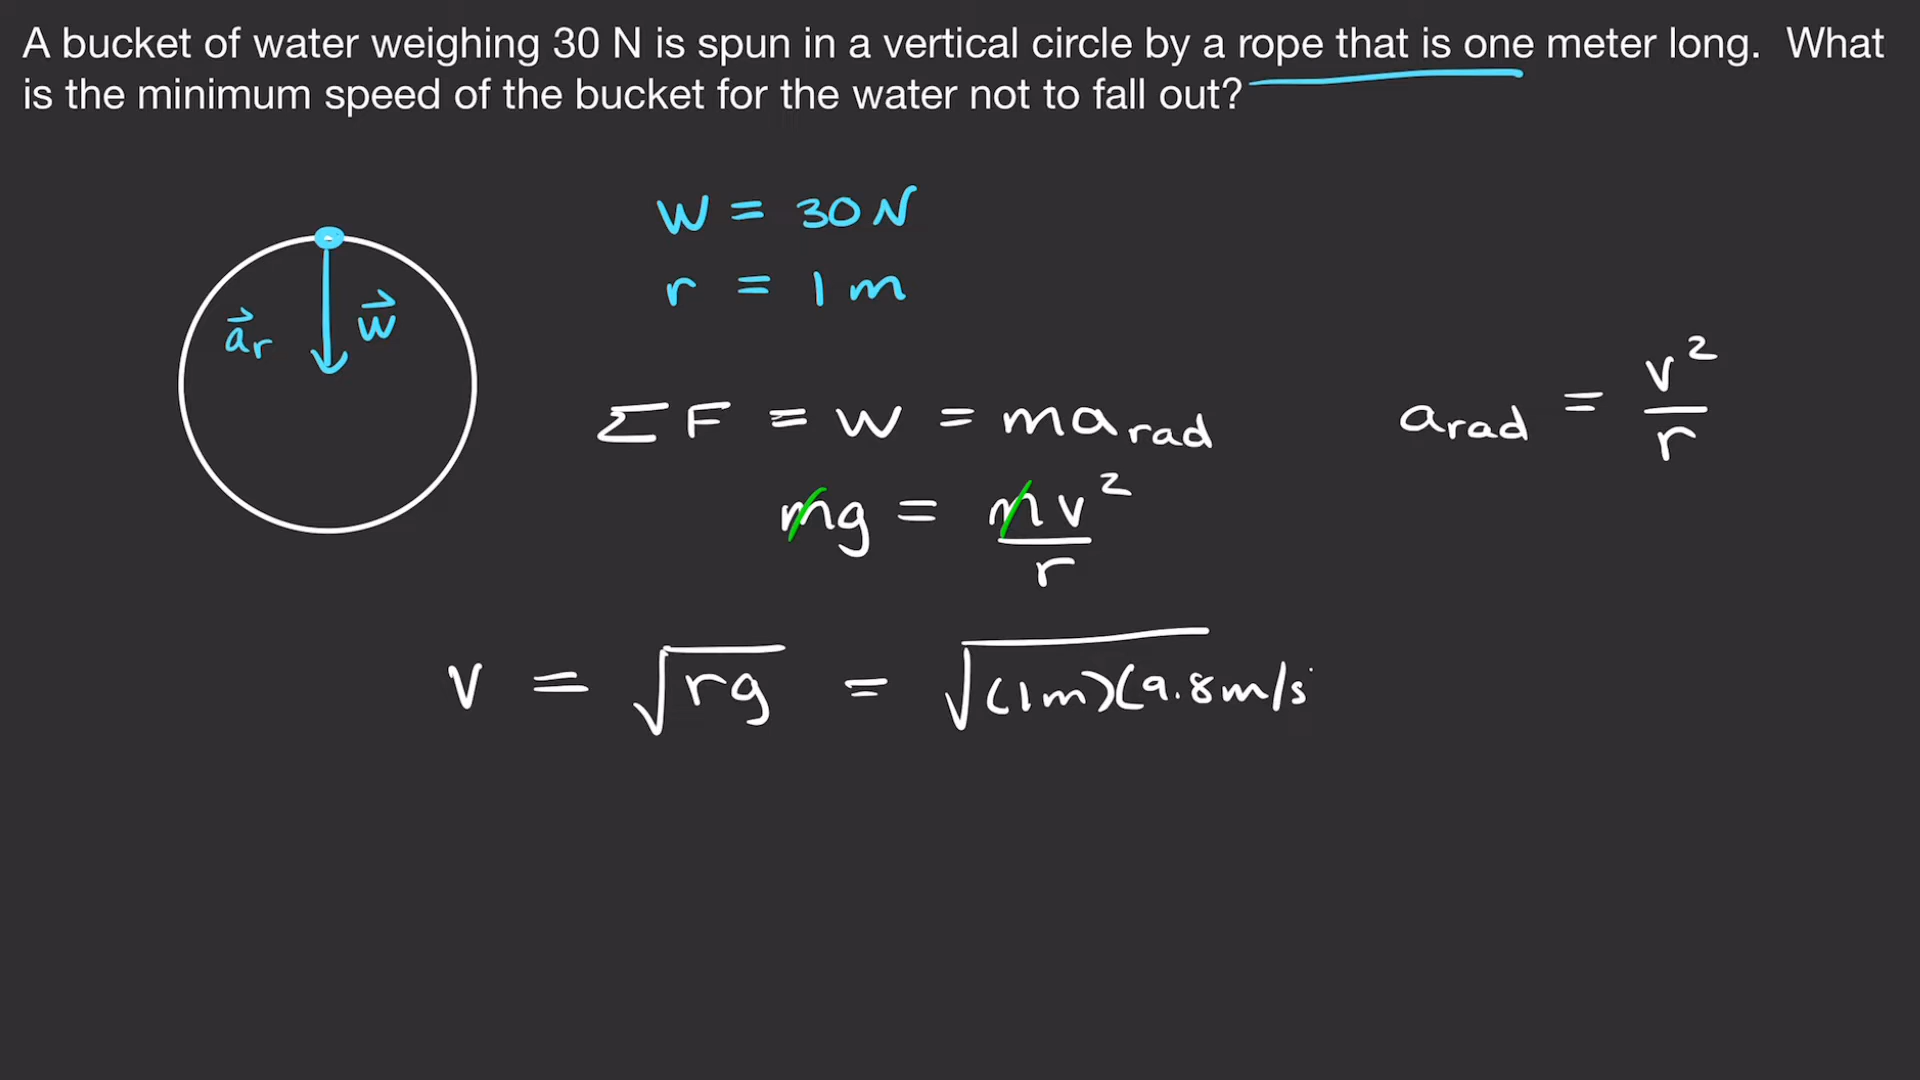 A bucket of water weighing 30 N is spun in a vertical circle by a rope that is one meter long. What
is the minimum speed of the bucket for the water not to fall out?
W = 30 N
r = 1 m
a⃗r w⃗
ΣF = W = marad
arad = v²/r
mg = mv²/r
v = √rg = √(1m)(9.8m/s